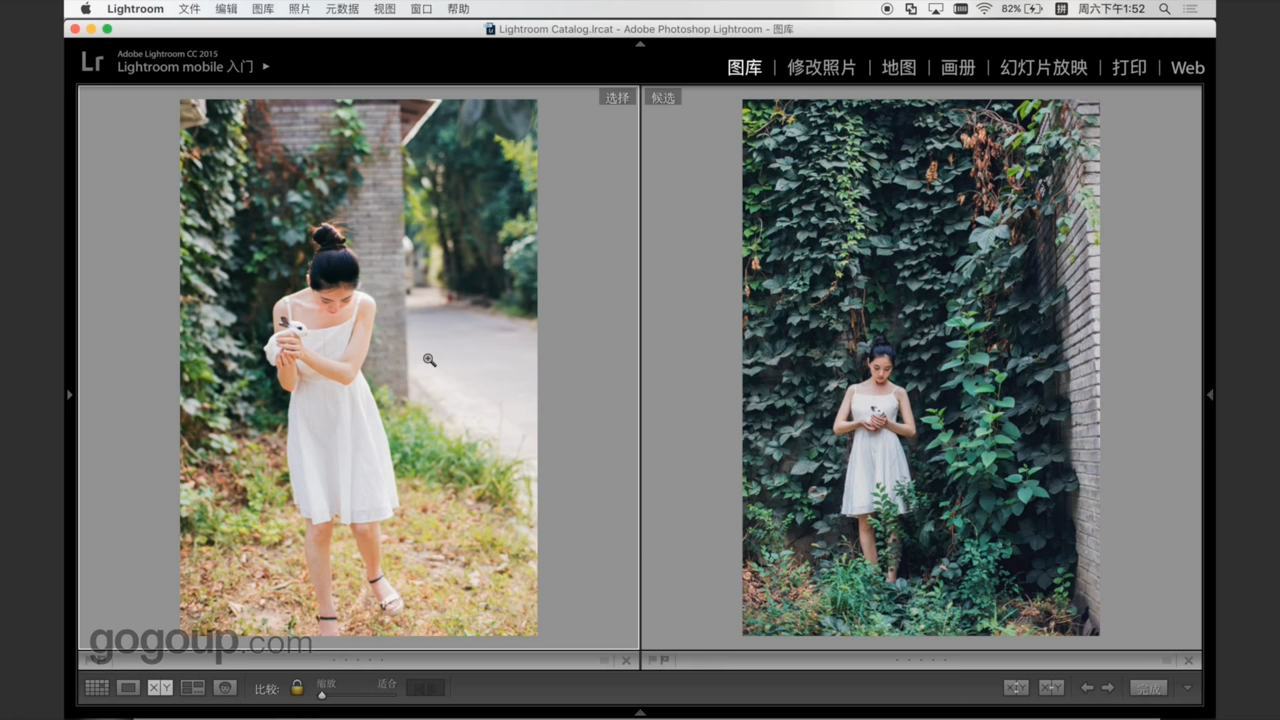 Lightroom 文件 编辑 图库 照片 元数据 视图 窗口 帮助 82% 拼 周六下午1:52
Lightroom Catalog.lrcat - Adobe Photoshop Lightroom - 图库
Lr Adobe Lightroom CC 2015
Lightroom mobile 入门
图库 | 修改照片 | 地图 | 画册 | 幻灯片放映 | 打印 | Web
选择 候选
gogoup.com
XY 比较: 缩放 适合 完成